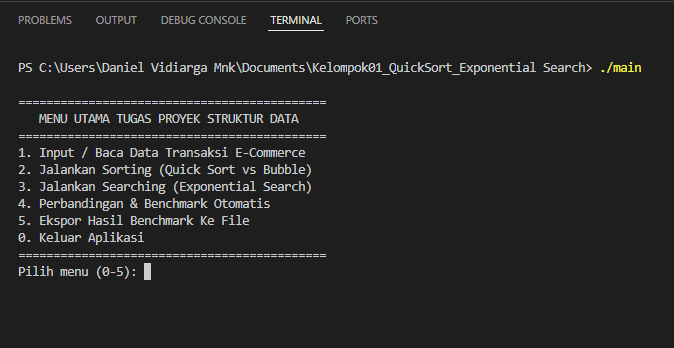 PROBLEMS OUTPUT DEBUG CONSOLE TERMINAL PORTS
PS C:\Users\Daniel Vidiarga Mnk\Documents\Kelompok01_QuickSort_Exponential Search> ./main
============================================
MENU UTAMA TUGAS PROYEK STRUKTUR DATA
============================================
1. Input / Baca Data Transaksi E-Commerce
2. Jalankan Sorting (Quick Sort vs Bubble)
3. Jalankan Searching (Exponential Search)
4. Perbandingan & Benchmark Otomatis
5. Ekspor Hasil Benchmark Ke File
0. Keluar Aplikasi
============================================
Pilih menu (0-5):